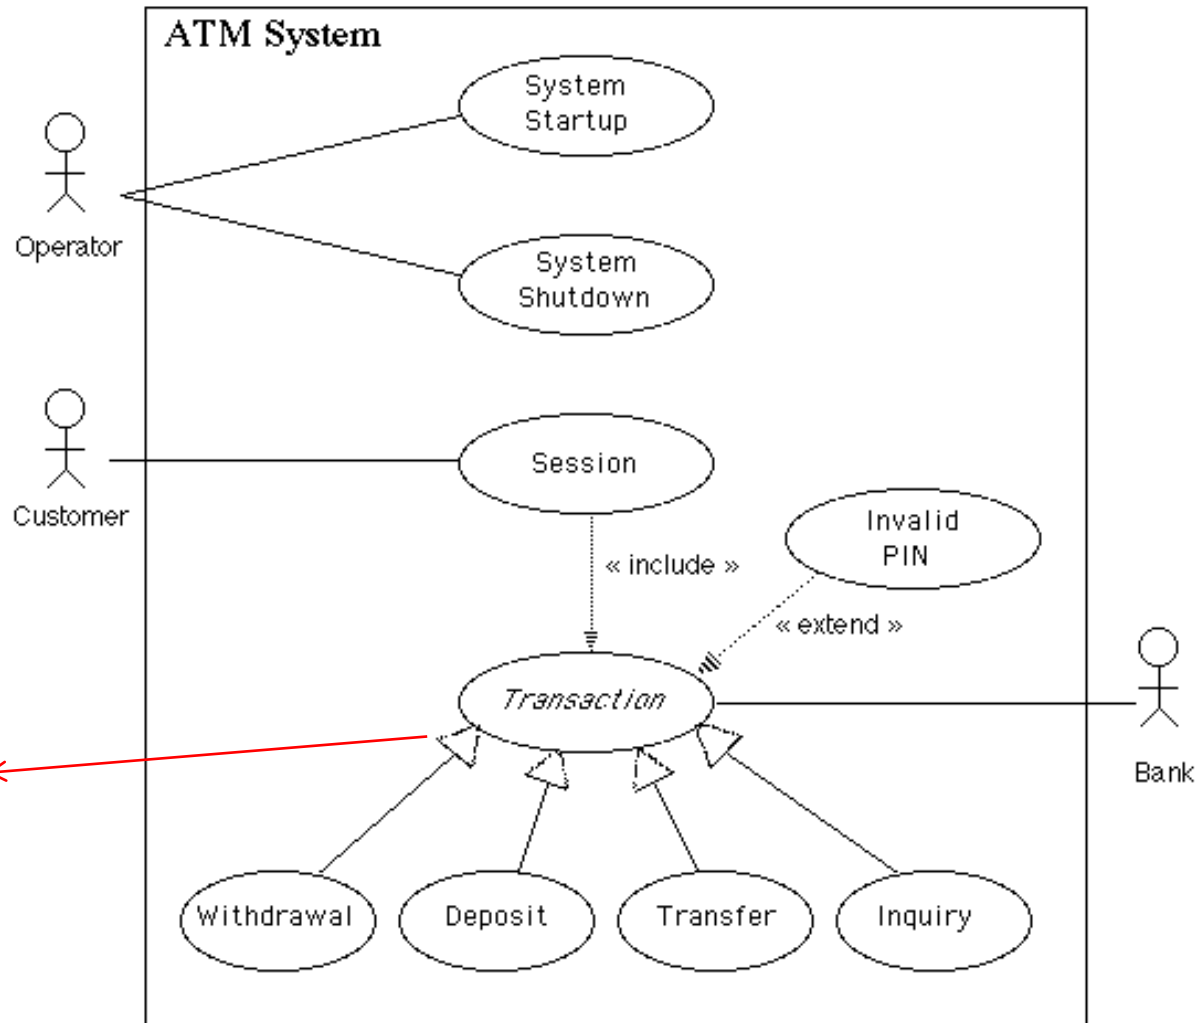 ATM System
System
Startup
Operator
System
Shutdown
Session
Customer
Invalid
PIN
« include »
« extend »
Transaction
Bank
Withdrawal
Deposit
Transfer
Inquiry